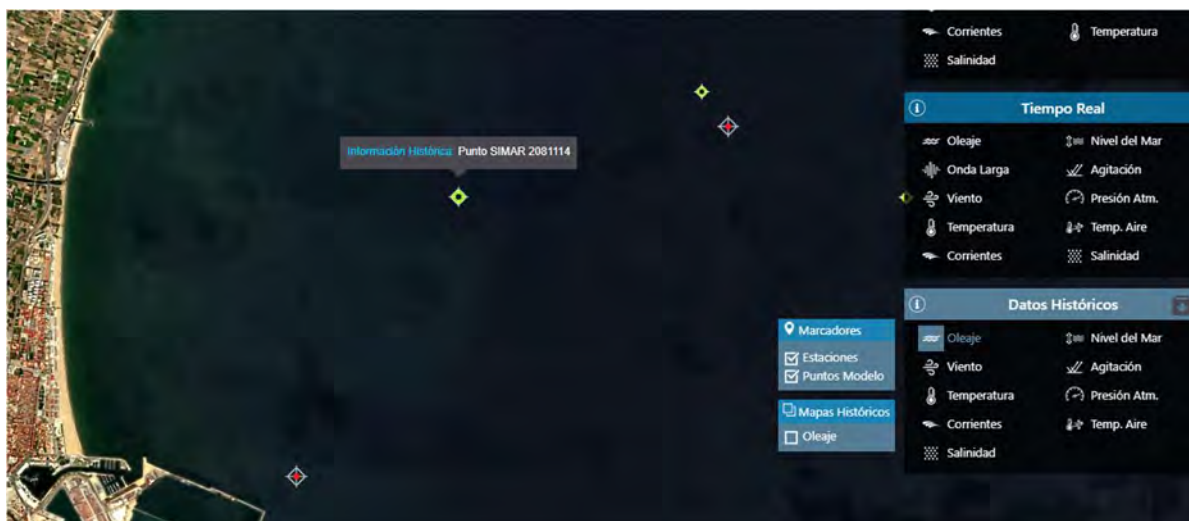 Corrientes
Temperatura
Salinidad
Información Histórica: Punto SIMAR 2081114
Tiempo Real
Oleaje
Nivel del Mar
Onda Larga
Agitación
Viento
Presión Atm.
Temperatura
Temp. Aire
Corrientes
Salinidad
Datos Históricos
Oleaje
Nivel del Mar
Viento
Agitación
Temperatura
Presión Atm.
Corrientes
Temp. Aire
Salinidad
Marcadores
Estaciones
Puntos Modelo
Mapas Históricos
Oleaje